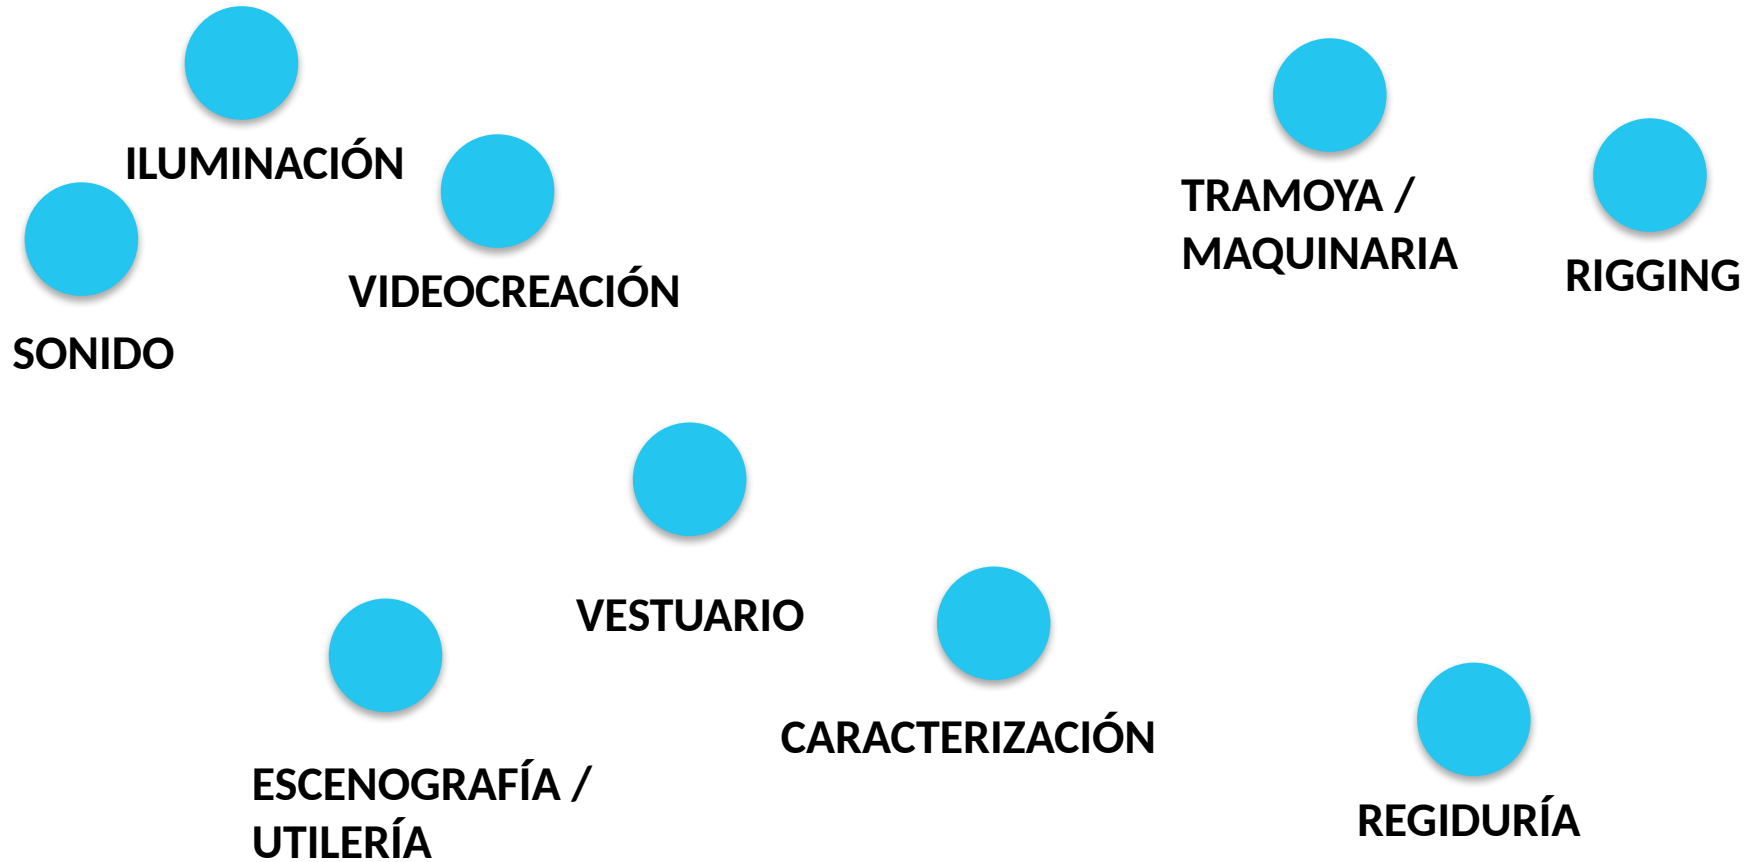 ILUMINACIÓN
VIDEOCREACIÓN
SONIDO
TRAMOYA /
MAQUINARIA
RIGGING
VESTUARIO
CARACTERIZACIÓN
ESCENOGRAFÍA /
UTILERÍA
REGIDURÍA